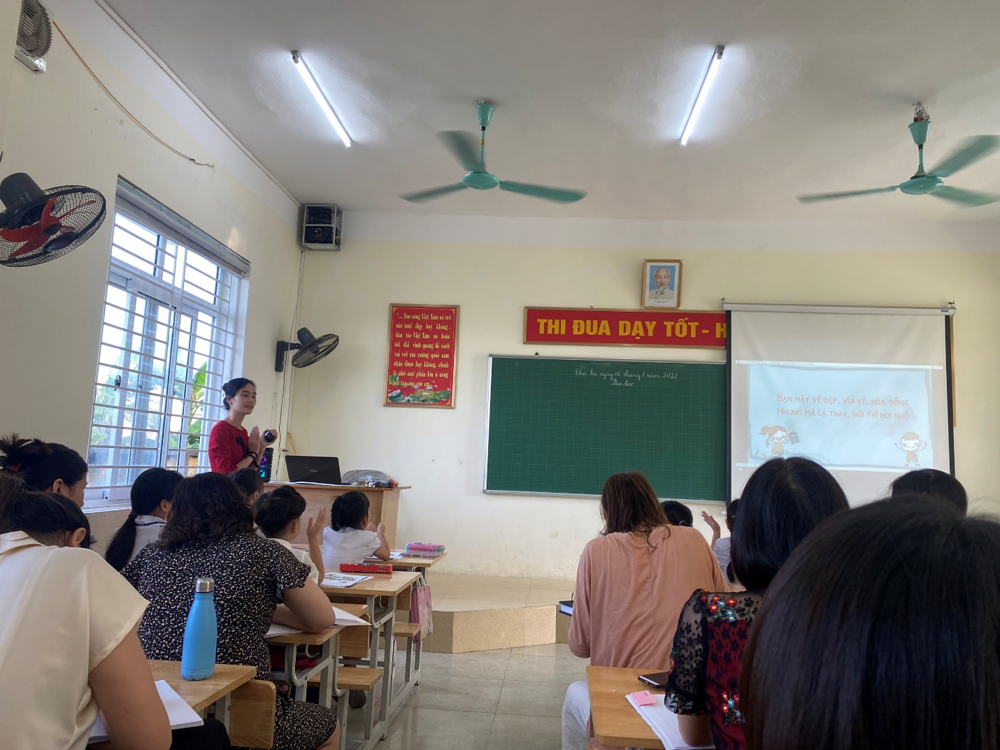 "... Non sông Việt Nam có trở
nên tươi đẹp hay không,
dân tộc Việt Nam có bước
tới đài vinh quang để sánh
vai với các cường quốc năm
châu được hay không, chính
là nhờ một phần lớn ở công
học tập của các em..."
THI ĐUA DẠY TỐT - H
Thứ ba ngày 16 tháng 8 năm 2022
Đạo đức
BẠN NÀY VẼ ĐẸP, VUI VẺ, HÒA ĐỒNG
NHƯNG MÀ LẠ THAY, NÓI THÌ HƠI NHỎ